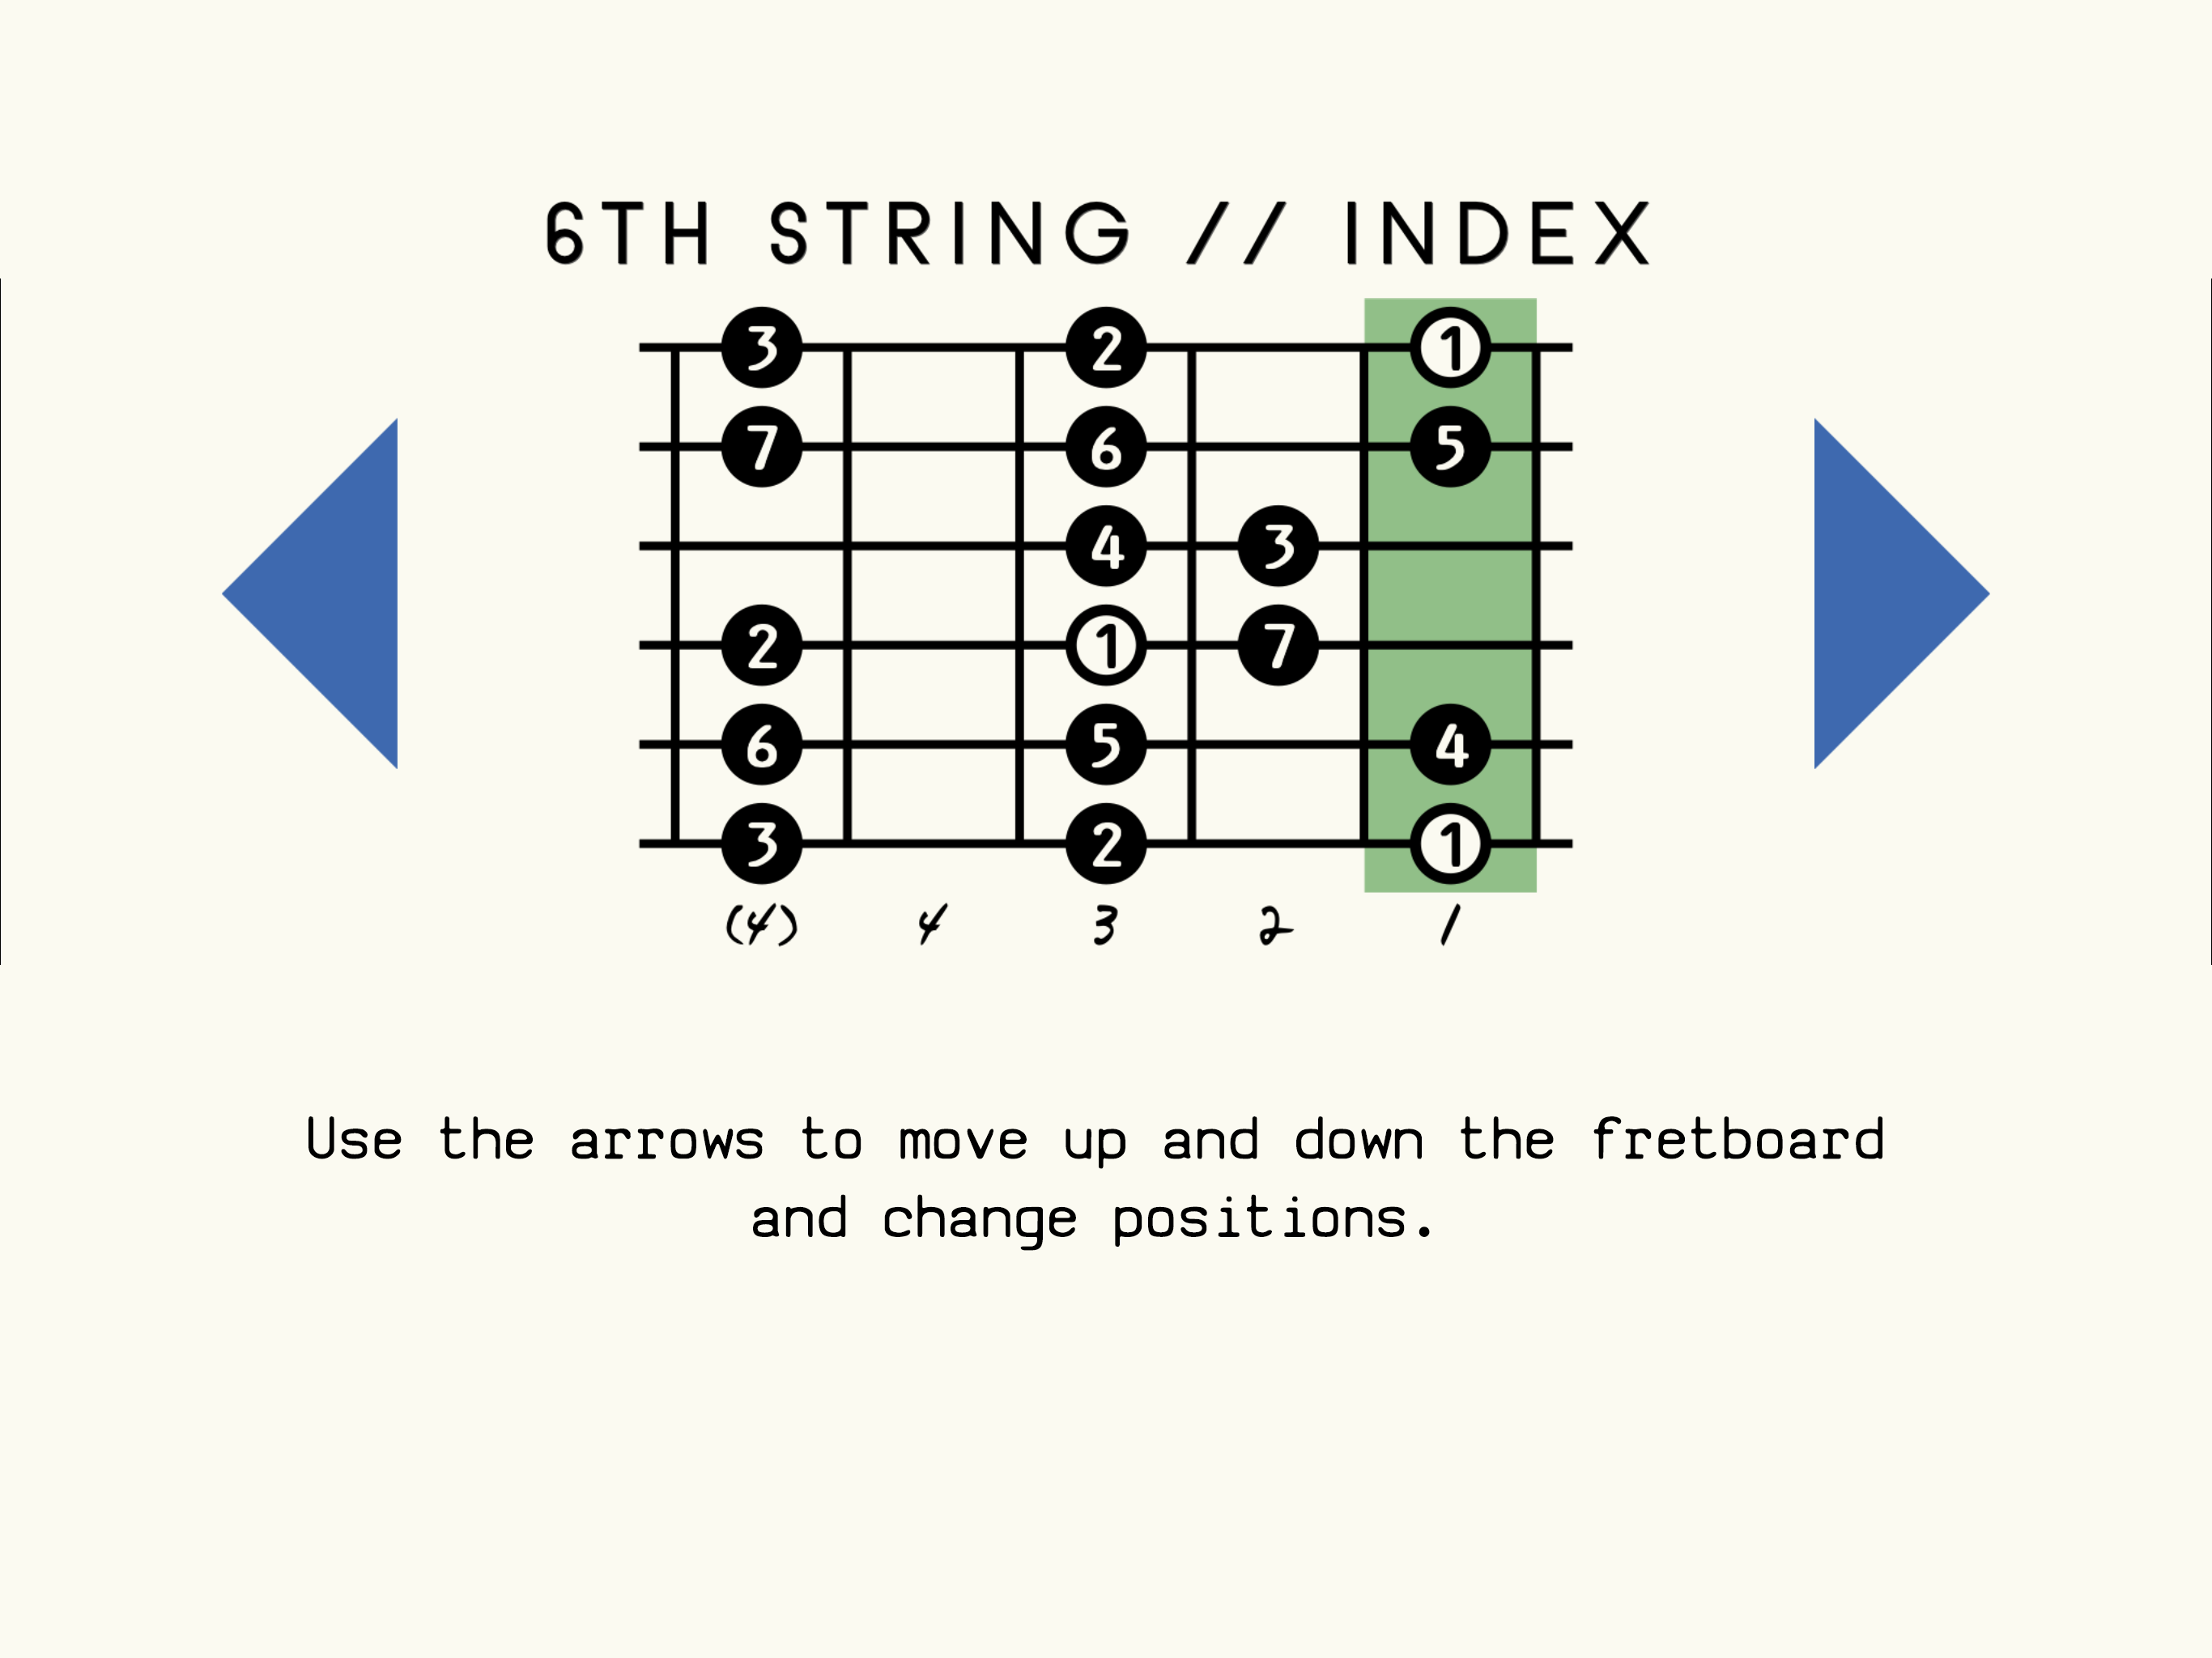 6TH STRING // INDEX
3 2 1
7 6 5
4 3
2 1 7
6 5 4
3 2 1
(4) 4 3 2 1
Use the arrows to move up and down the fretboard
and change positions.